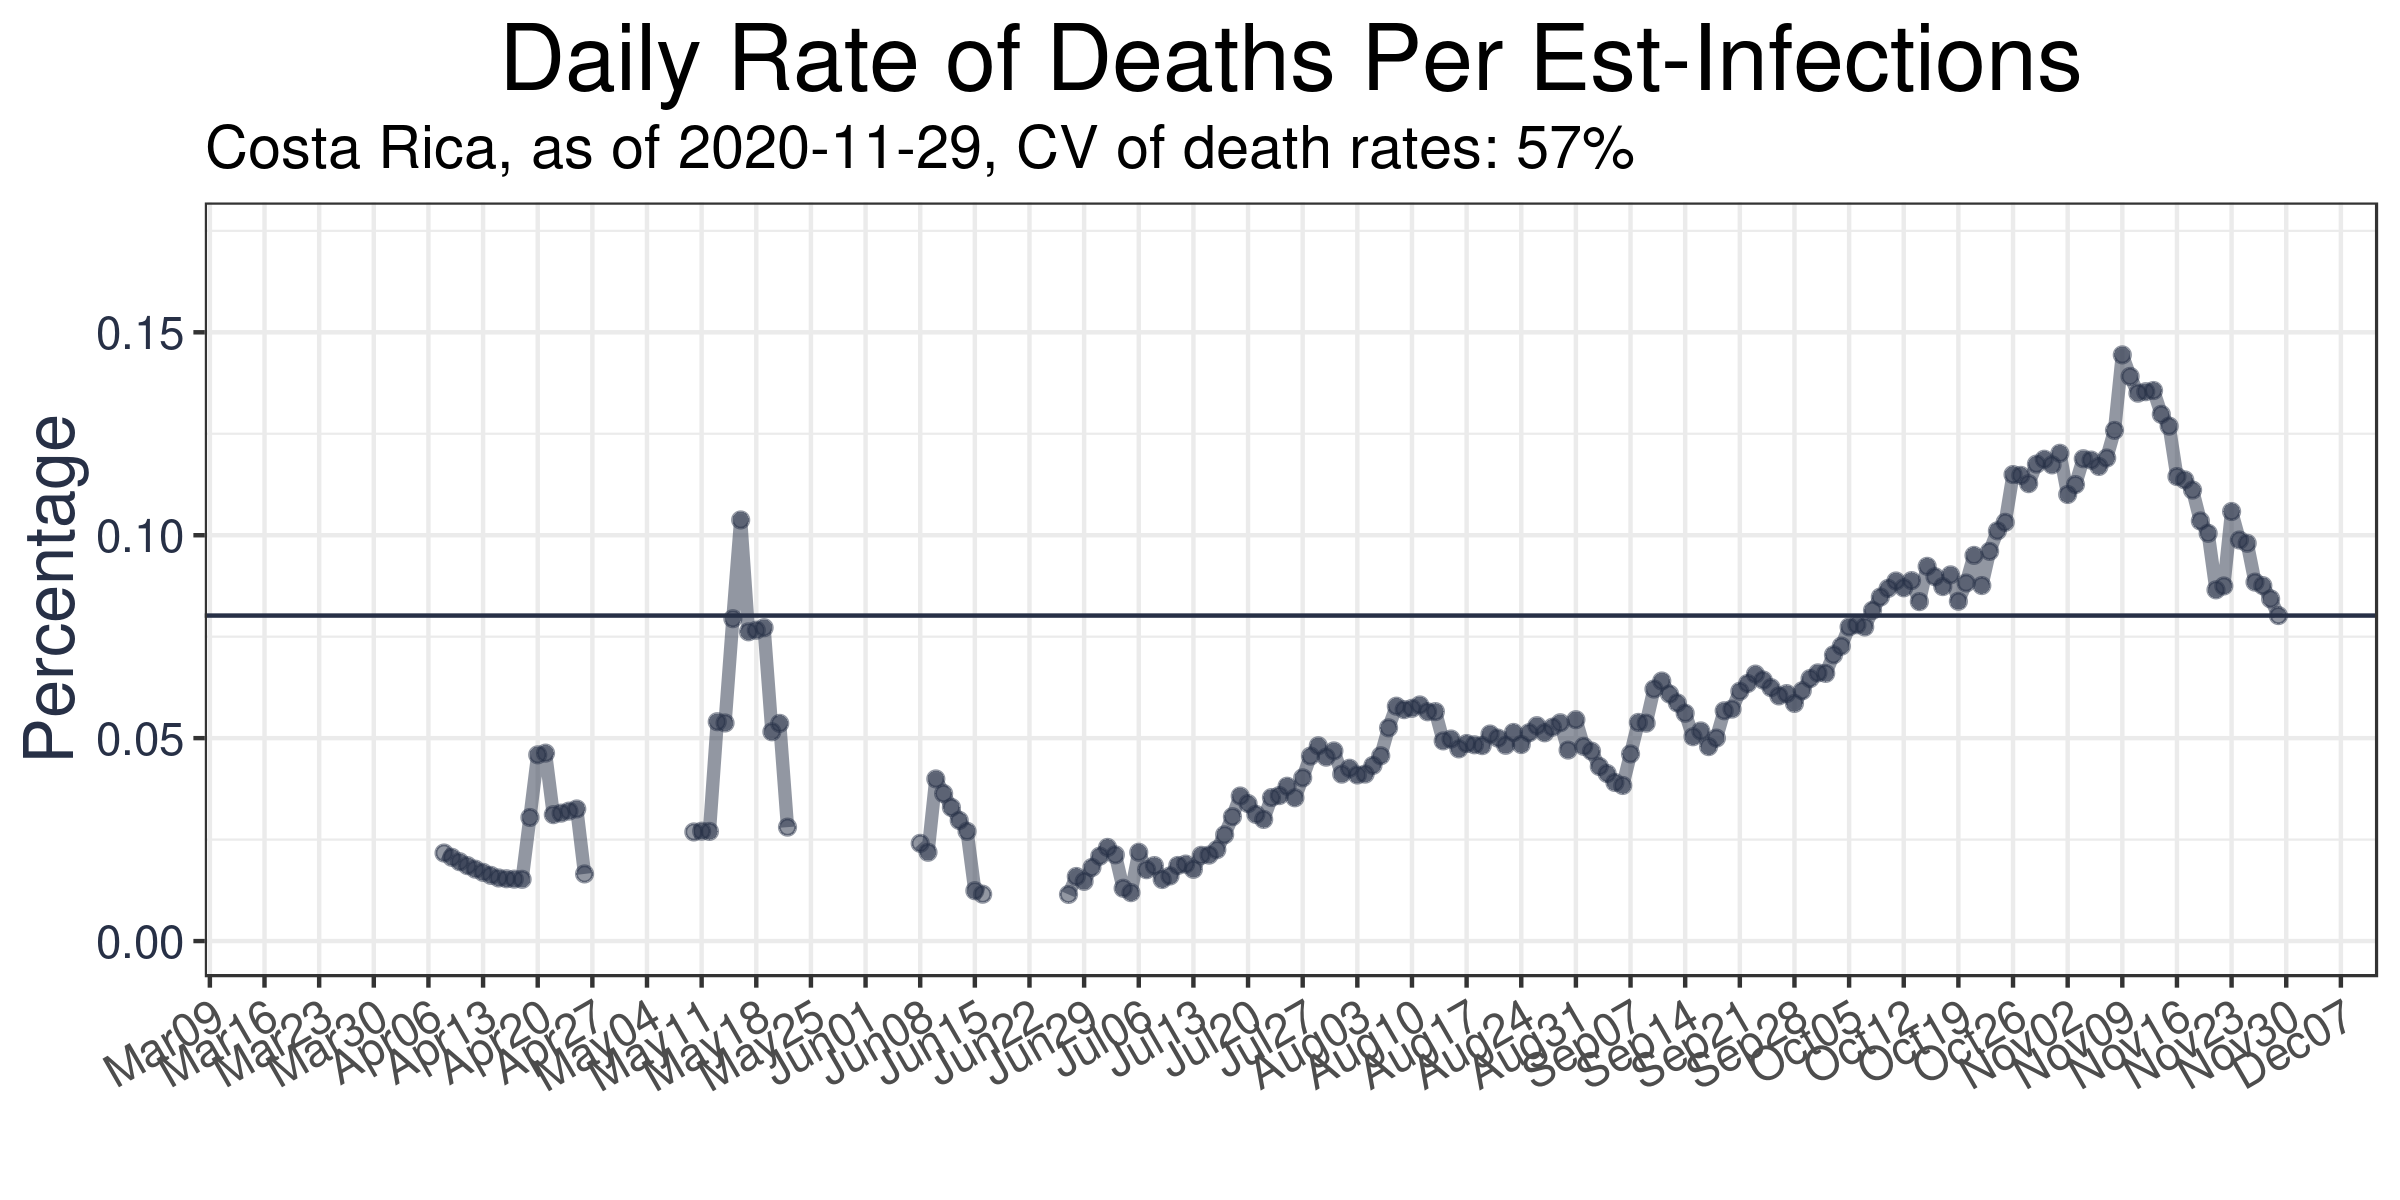 Daily Rate of Deaths Per Est-Infections
Costa Rica, as of 2020-11-29, CV of death rates: 57%
Percentage
0.15
0.10
0.05
0.00
Mar09
Mar16
Mar23
Mar30
Apr06
Apr13
Apr20
Apr27
May04
May11
May18
May25
Jun01
Jun08
Jun15
Jun22
Jun29
Jul06
Jul13
Jul20
Jul27
Aug03
Aug10
Aug17
Aug24
Aug31
Sep07
Sep14
Sep21
Sep28
Oct05
Oct12
Oct19
Oct26
Nov02
Nov09
Nov16
Nov23
Nov30
Dec07